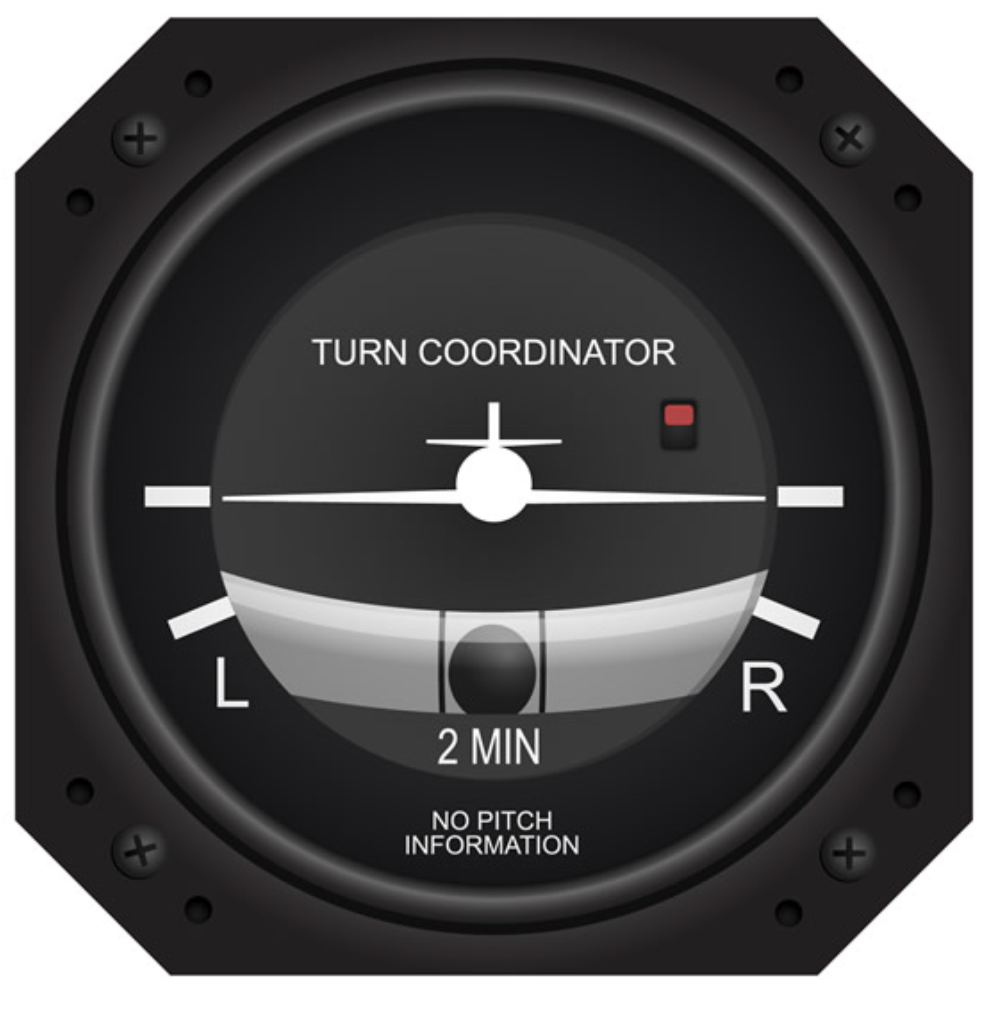 TURN COORDINATOR
L
R
2 MIN
NO PITCH
INFORMATION